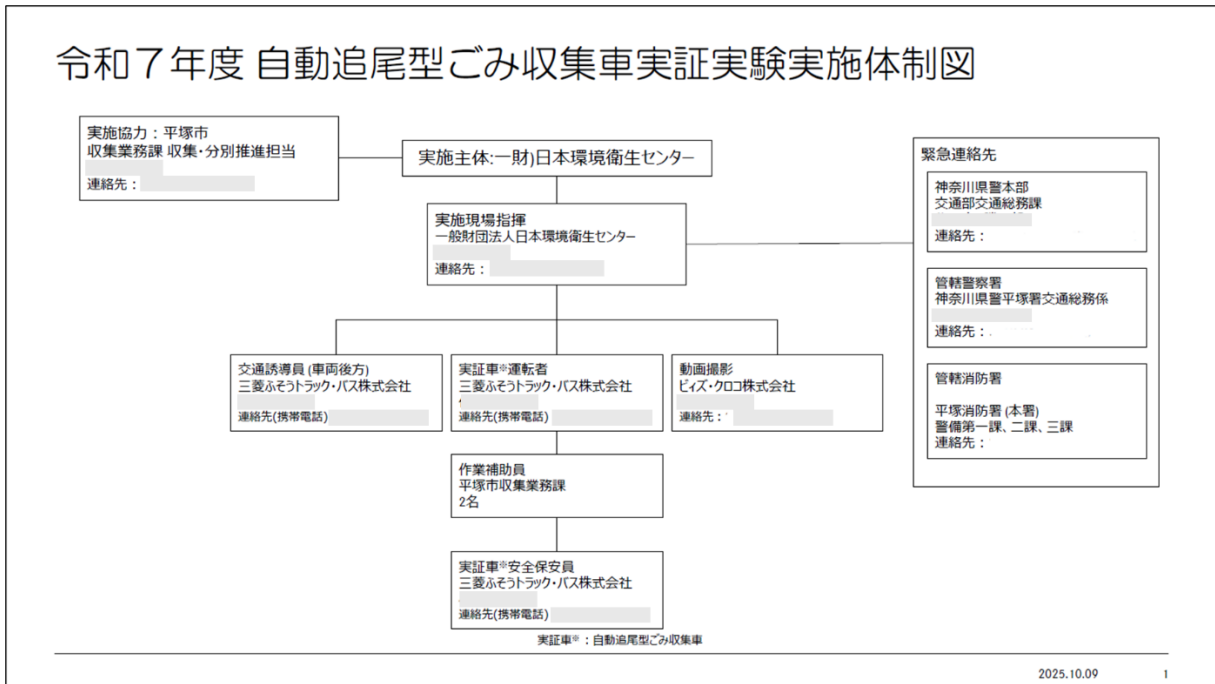 令和７年度 自動追尾型ごみ収集車実証実験実施体制図
実施協力：平塚市
収集業務課 収集・分別推進担当
連絡先：
実施主体:一財)日本環境衛生センター
実施現場指揮
一般財団法人日本環境衛生センター
連絡先：
緊急連絡先
神奈川県警本部
交通部交通総務課
連絡先：
管轄警察署
神奈川県警平塚署交通総務係
連絡先：
管轄消防署
平塚消防署(本署)
警備第一課、二課、三課
連絡先：
交通誘導員(車両後方)
三菱ふそうトラック・バス株式会社
連絡先(携帯電話)
実証車※運転者
三菱ふそうトラック・バス株式会社
連絡先(携帯電話)
動画撮影
ビィズ・クロコ株式会社
連絡先：
作業補助員
平塚市収集業務課
2名
実証車※安全保安員
三菱ふそうトラック・バス株式会社
連絡先(携帯電話)
実証車※：自動追尾型ごみ収集車
2025.10.09
1